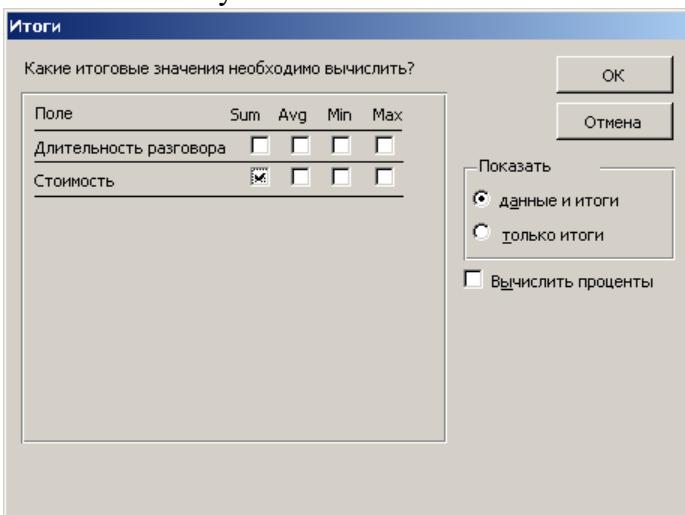 Итоги
Какие итоговые значения необходимо вычислить?
ОК
Отмена
Поле Sum Avg Min Max
Длительность разговора
Стоимость
Показать
данные и итоги
только итоги
Вычислить проценты